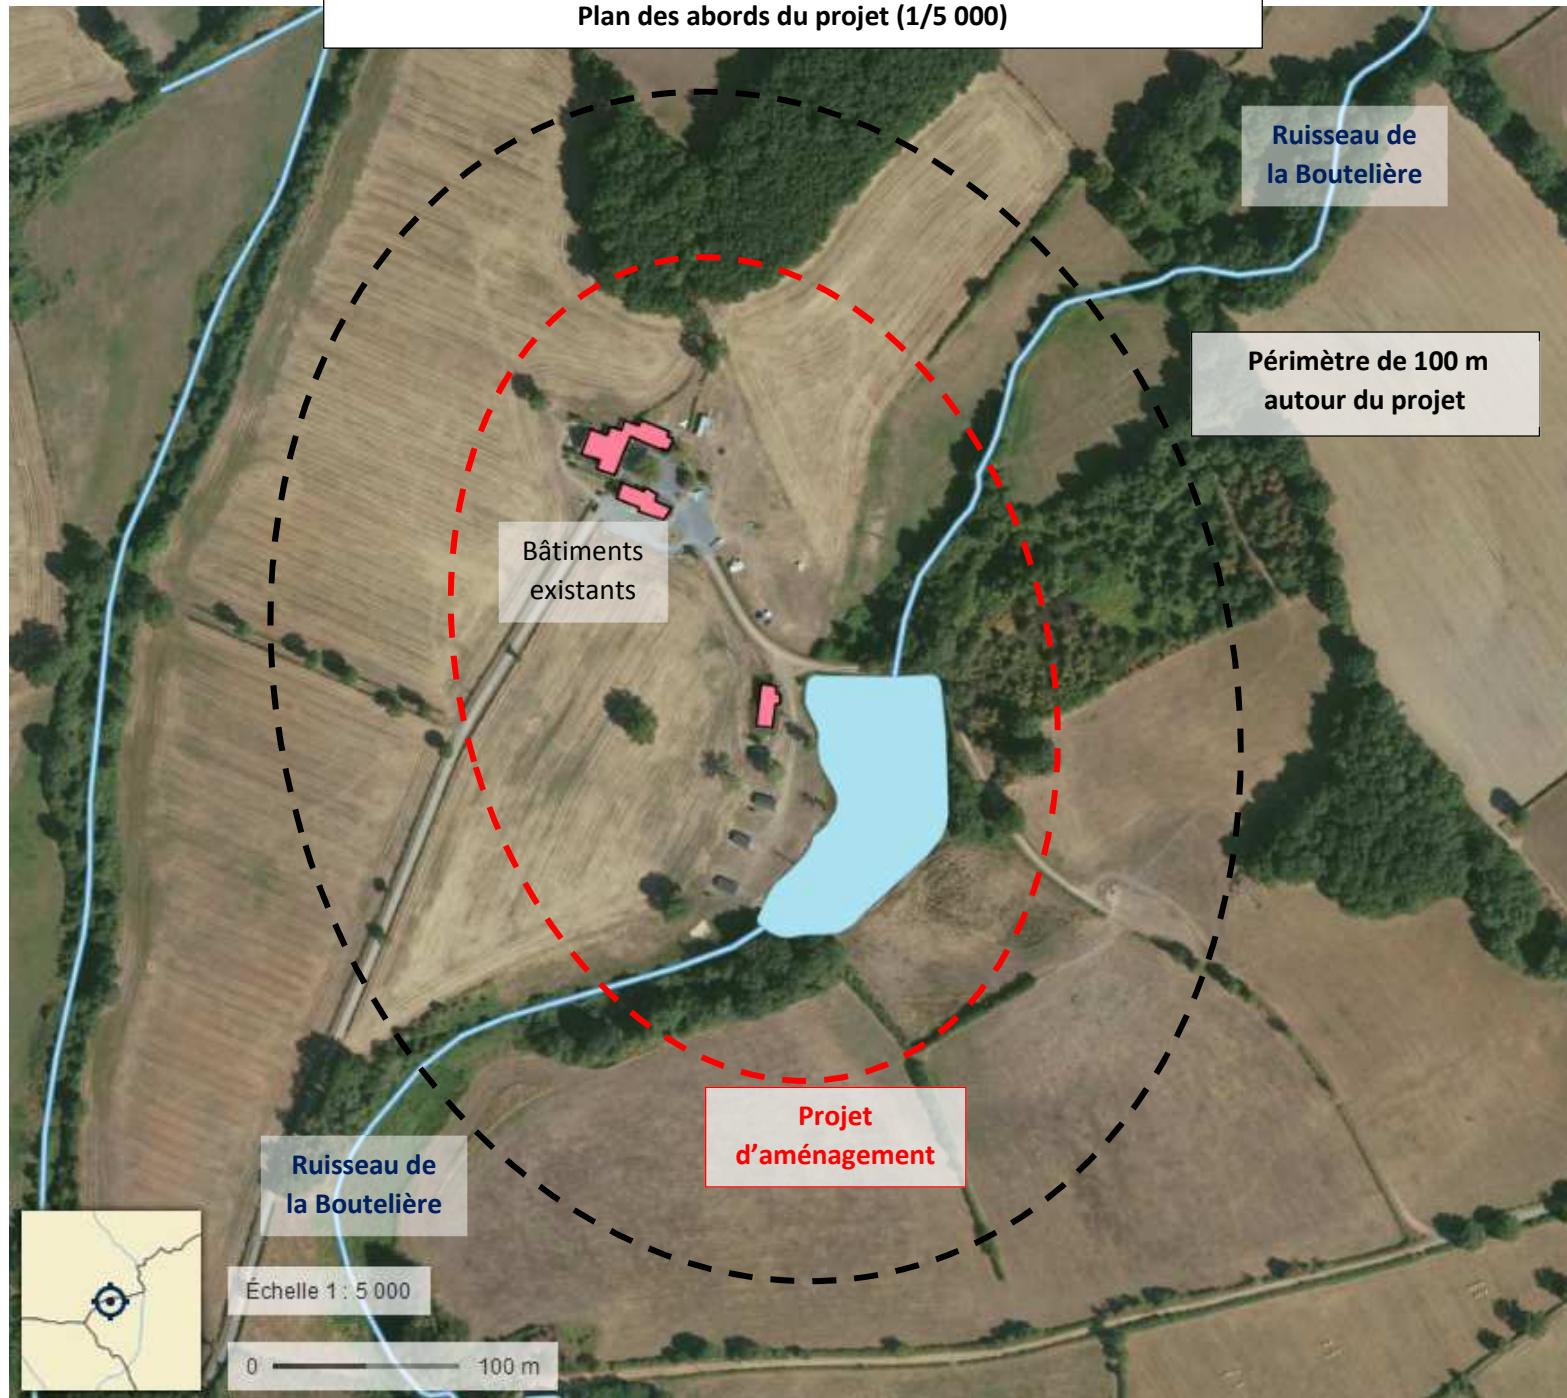 Plan des abords du projet (1/5 000)
Ruisseau de
la Boutelière
Périmètre de 100 m
autour du projet
Bâtiments
existants
Projet
d’aménagement
Ruisseau de
la Boutelière
Échelle 1 : 5 000
0 100 m